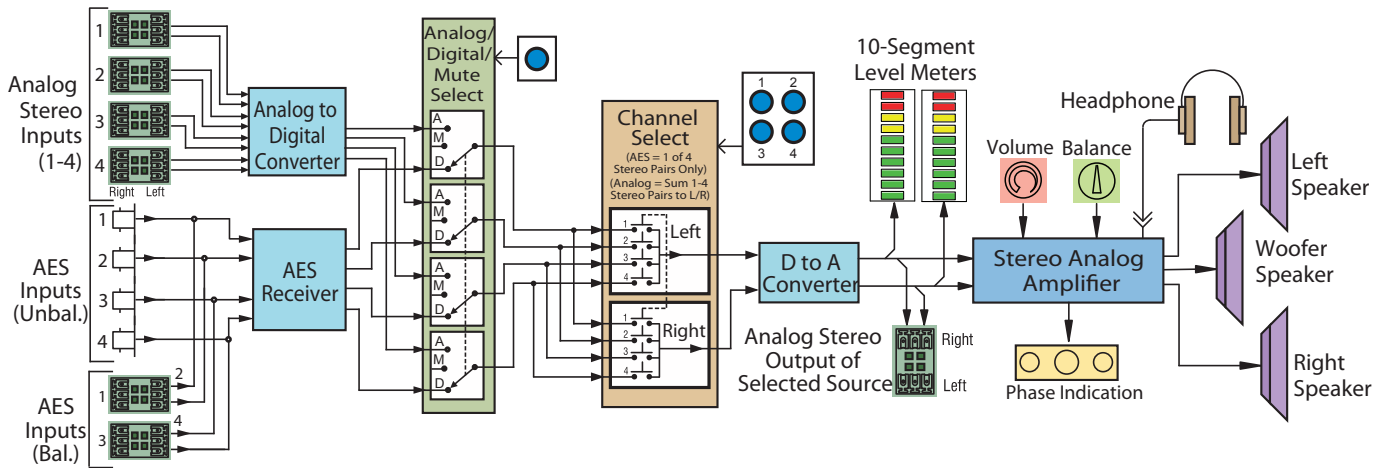 Analog
Stereo
Inputs
(1-4)
1
2
3
4
Right Left
AES
Inputs
(Unbal.)
1
2
3
4
AES
Inputs
(Bal.)
1
2
3
4
Analog to
Digital
Converter
AES
Receiver
Analog/
Digital/
Mute
Select
A
M
D
A
M
D
A
M
D
A
M
D
Channel
Select
(AES = 1 of 4
Stereo Pairs Only)
(Analog = Sum 1-4
Stereo Pairs to L/R)
1
2
3
4
Left
1
2
3
4
Right
1 2
3 4
D to A
Converter
10-Segment
Level Meters
Analog Stereo
Output of
Selected Source
Right
Left
Volume
Balance
Headphone
Stereo Analog
Amplifier
Phase Indication
Left
Speaker
Woofer
Speaker
Right
Speaker